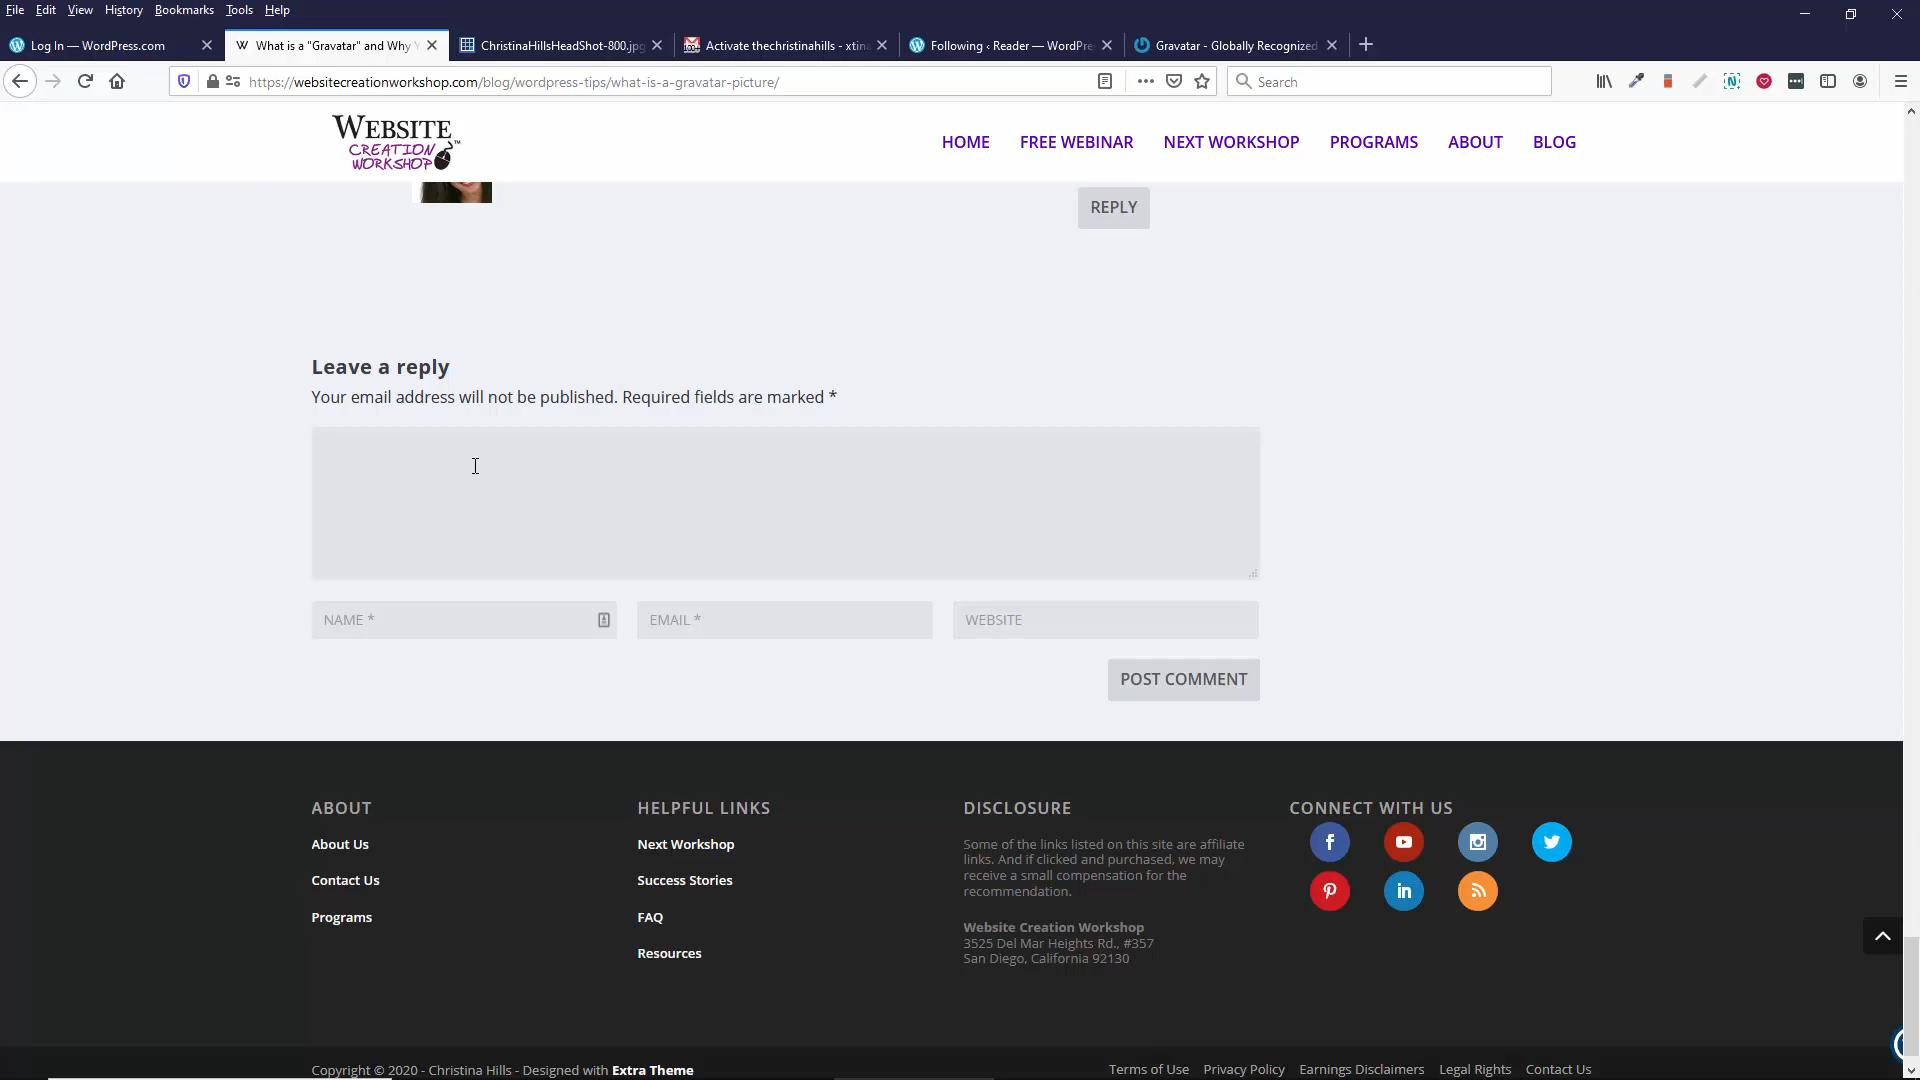 File Edit View History Bookmarks Tools Help
Log In — WordPress.com
What is a "Gravatar" and Why Y
ChristinaHillsHeadShot-800.jpg
Activate thechristinahills - xtina
Following ‹ Reader — WordPre
Gravatar - Globally Recognized
https://websitecreationworkshop.com/blog/wordpress-tips/what-is-a-gravatar-picture/
Search
WEBSITE
CREATION
WORKSHOP™
HOME FREE WEBINAR NEXT WORKSHOP PROGRAMS ABOUT BLOG
REPLY
Leave a reply
Your email address will not be published. Required fields are marked *
NAME * EMAIL * WEBSITE
POST COMMENT
ABOUT
About Us
Contact Us
Programs
HELPFUL LINKS
Next Workshop
Success Stories
FAQ
Resources
DISCLOSURE
Some of the links listed on this site are affiliate
links. And if clicked and purchased, we may
receive a small compensation for the
recommendation.
Website Creation Workshop
3525 Del Mar Heights Rd., #357
San Diego, California 92130
CONNECT WITH US
Copyright © 2020 - Christina Hills - Designed with Extra Theme
Terms of Use Privacy Policy Earnings Disclaimers Legal Rights Contact Us